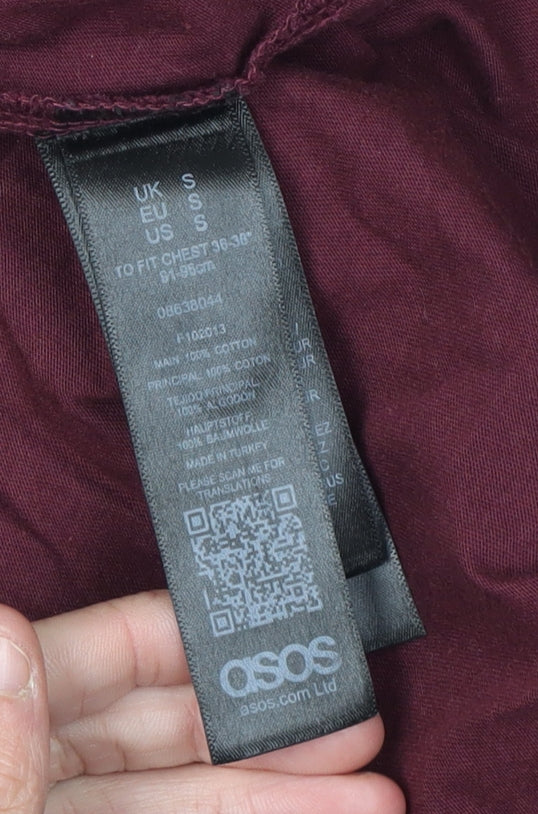 UK S
EU S
US S
TO FIT CHEST 36-38"
91-96cm
08638044
F102013
MAIN 100% COTTON
PRINCIPAL 100% COTON
TEJIDO PRINCIPAL
100% ALGODÓN
HAUPTSTOFF
100% BAUMWOLLE
MADE IN TURKEY
PLEASE SCAN ME FOR
TRANSLATIONS
asos
asos.com Ltd